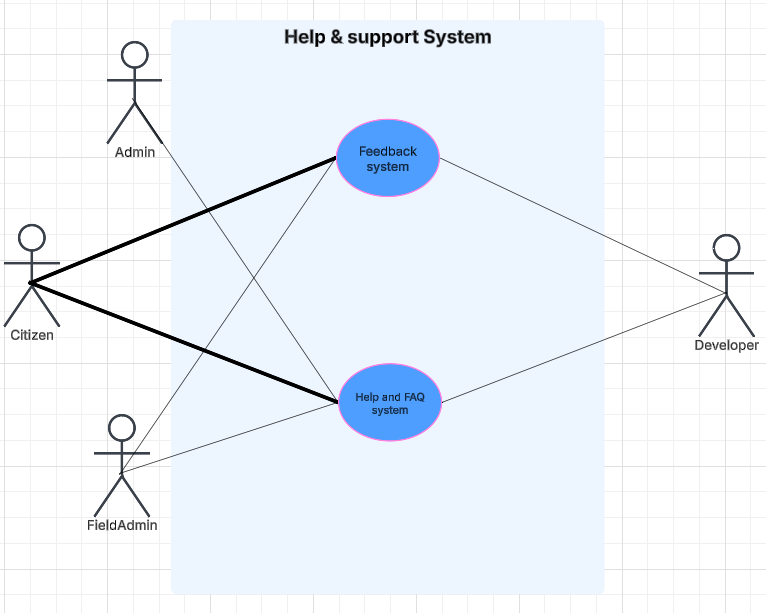 Help & support System
Admin
Feedback
system
Citizen
Developer
Help and FAQ
system
FieldAdmin